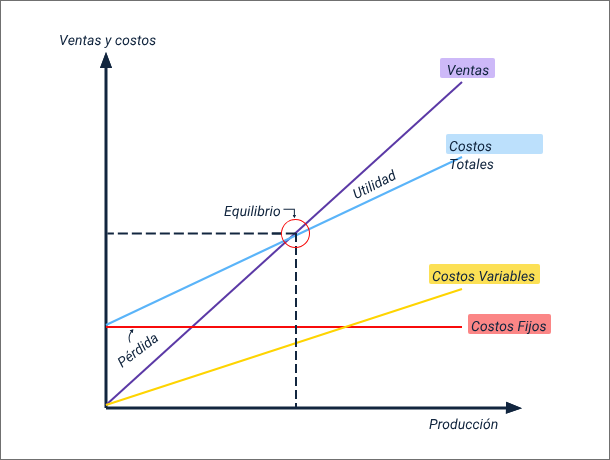 Ventas y costos
Ventas
Costos
Totales
Utilidad
Equilibrio
Costos Variables
Costos Fijos
Pérdida
Producción